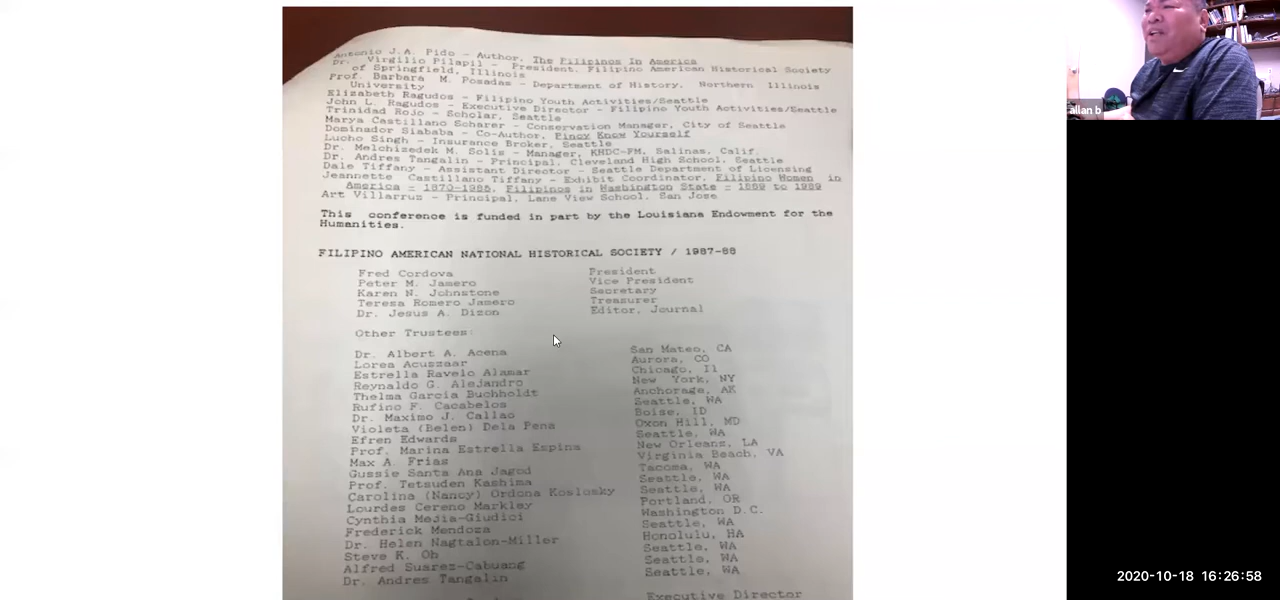 Antonio J.A. Pido - Author, The Filipinos In America
Dr. Virgilio Pilapil - President, Filipino American Historical Society
of Springfield, Illinois
Prof. Barbara M. Posadas - Department of History, Northern Illinois
University
Elizabeth Ragudos - Filipino Youth Activities/Seattle
John L. Ragudos - Executive Director - Filipino Youth Activities/Seattle
Trinidad Rojo - Scholar, Seattle
Marya Castillano Scharer - Conservation Manager, City of Seattle
Dominador Siababa - Co-Author, Pinoy Know Yourself
Lucho Singh - Insurance Broker, Seattle
Dr. Melchizedek M. Solis - Manager, KHDC-FM, Salinas, Calif.
Dr. Andres Tangalin - Principal, Cleveland High School, Seattle
Dale Tiffany - Assistant Director - Seattle Department of Licensing
Jeannette Castillano Tiffany - Exhibit Coordinator, Filipino Women in
America - 1870-1985, Filipinos in Washington State - 1889 to 1989
Art Villarruz - Principal, Lane View School, San Jose
This conference is funded in part by the Louisiana Endowment for the
Humanities.
FILIPINO AMERICAN NATIONAL HISTORICAL SOCIETY / 1987-88
Fred Cordova President
Peter M. Jamero Vice President
Karen N. Johnstone Secretary
Teresa Romero Jamero Treasurer
Dr. Jesus A. Dizon Editor, Journal
Other Trustees:
Dr. Albert A. Acena San Mateo, CA
Lorea Acuszaar Aurora, CO
Estrella Ravelo Alamar Chicago, Il
Reynaldo G. Alejandro New York, NY
Thelma Garcia Buchholdt Anchorage, AK
Rufino F. Cacabelos Seattle, WA
Dr. Maximo J. Callao Boise, ID
Violeta (Belen) Dela Pena Oxon Hill, MD
Efren Edwards Seattle, WA
Prof. Marina Estrella Espina New Orleans, LA
Max A. Frias Virginia Beach, VA
Gussie Santa Ana Jagod Tacoma, WA
Prof. Tetsuden Kashima Seattle, WA
Carolina (Nancy) Ordona Koslosky Seattle, WA
Lourdes Cereno Markley Portland, OR
Cynthia Mejia-Giudici Washington D.C.
Frederick Mendoza Seattle, WA
Dr. Helen Nagtalon-Miller Honolulu, HA
Steve K. Oh Seattle, WA
Alfred Suarez-Cabuang Seattle, WA
Dr. Andres Tangalin Seattle, WA
Executive Director
allan b
2020-10-18 16:26:58